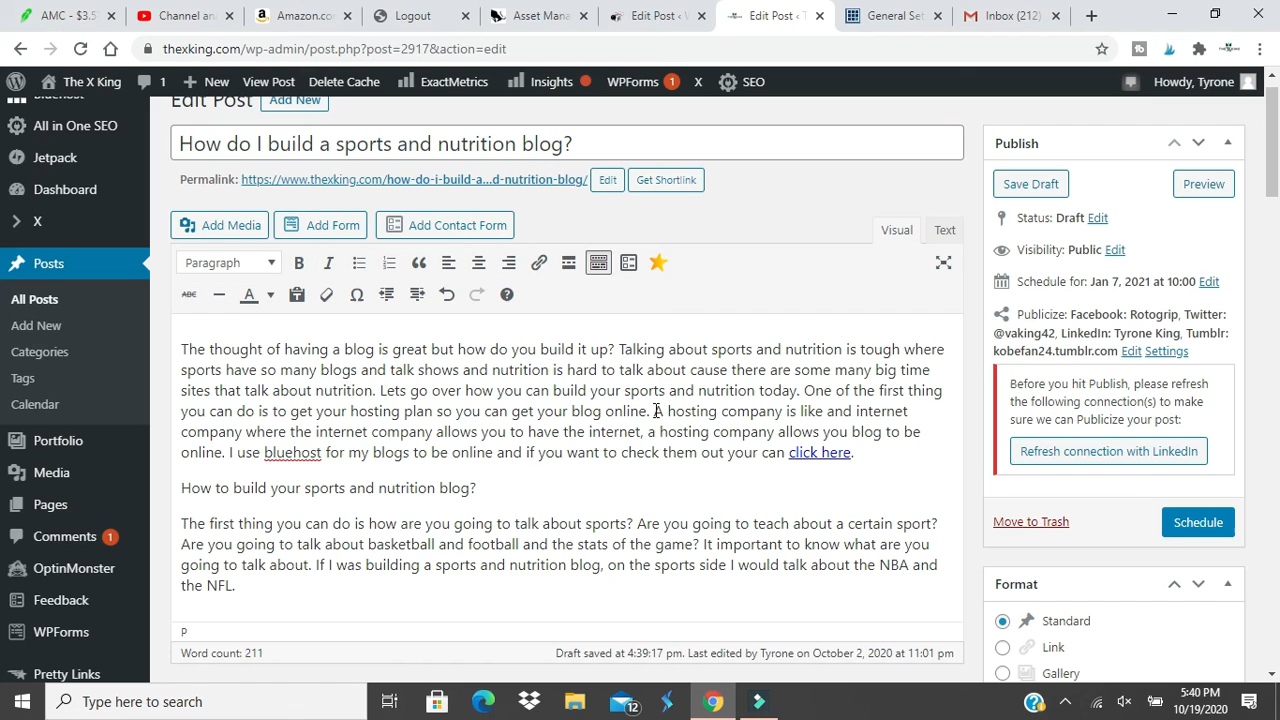 AMC - $3.5
Channel an
Amazon.co
Logout
Asset Mana
Edit Post ‹ W
Edit Post ‹ T
General Set
Inbox (212)
thexking.com/wp-admin/post.php?post=2917&action=edit
The X King
1
New
View Post
Delete Cache
ExactMetrics
Insights
WPForms
1
X
SEO
Howdy, Tyrone
All in One SEO
Jetpack
Dashboard
X
Posts
All Posts
Add New
Categories
Tags
Calendar
Portfolio
Media
Pages
Comments
1
OptinMonster
Feedback
WPForms
Pretty Links
Edit Post
Add New
How do I build a sports and nutrition blog?
Permalink: https://www.thexking.com/how-do-i-build-a...d-nutrition-blog/ Edit Get Shortlink
Add Media
Add Form
Add Contact Form
Visual
Text
Paragraph
B
I
ABC
A
The thought of having a blog is great but how do you build it up? Talking about sports and nutrition is tough where
sports have so many blogs and talk shows and nutrition is hard to talk about cause there are some many big time
sites that talk about nutrition. Lets go over how you can build your sports and nutrition today. One of the first thing
you can do is to get your hosting plan so you can get your blog online. A hosting company is like and internet
company where the internet company allows you to have the internet, a hosting company allows you blog to be
online. I use bluehost for my blogs to be online and if you want to check them out your can click here.
How to build your sports and nutrition blog?
The first thing you can do is how are you going to talk about sports? Are you going to teach about a certain sport?
Are you going to talk about basketball and football and the stats of the game? It important to know what are you
going to talk about. If I was building a sports and nutrition blog, on the sports side I would talk about the NBA and
the NFL.
P
Word count: 211
Draft saved at 4:39:17 pm. Last edited by Tyrone on October 2, 2020 at 11:01 pm
Publish
Save Draft
Preview
Status: Draft Edit
Visibility: Public Edit
Schedule for: Jan 7, 2021 at 10:00 Edit
Publicize: Facebook: Rotogrip, Twitter:
@vaking42, LinkedIn: Tyrone King, Tumblr:
kobefan24.tumblr.com Edit Settings
Before you hit Publish, please refresh
the following connection(s) to make
sure we can Publicize your post:
Refresh connection with LinkedIn
Move to Trash
Schedule
Format
Standard
Link
Gallery
Type here to search
12
5:40 PM
10/19/2020